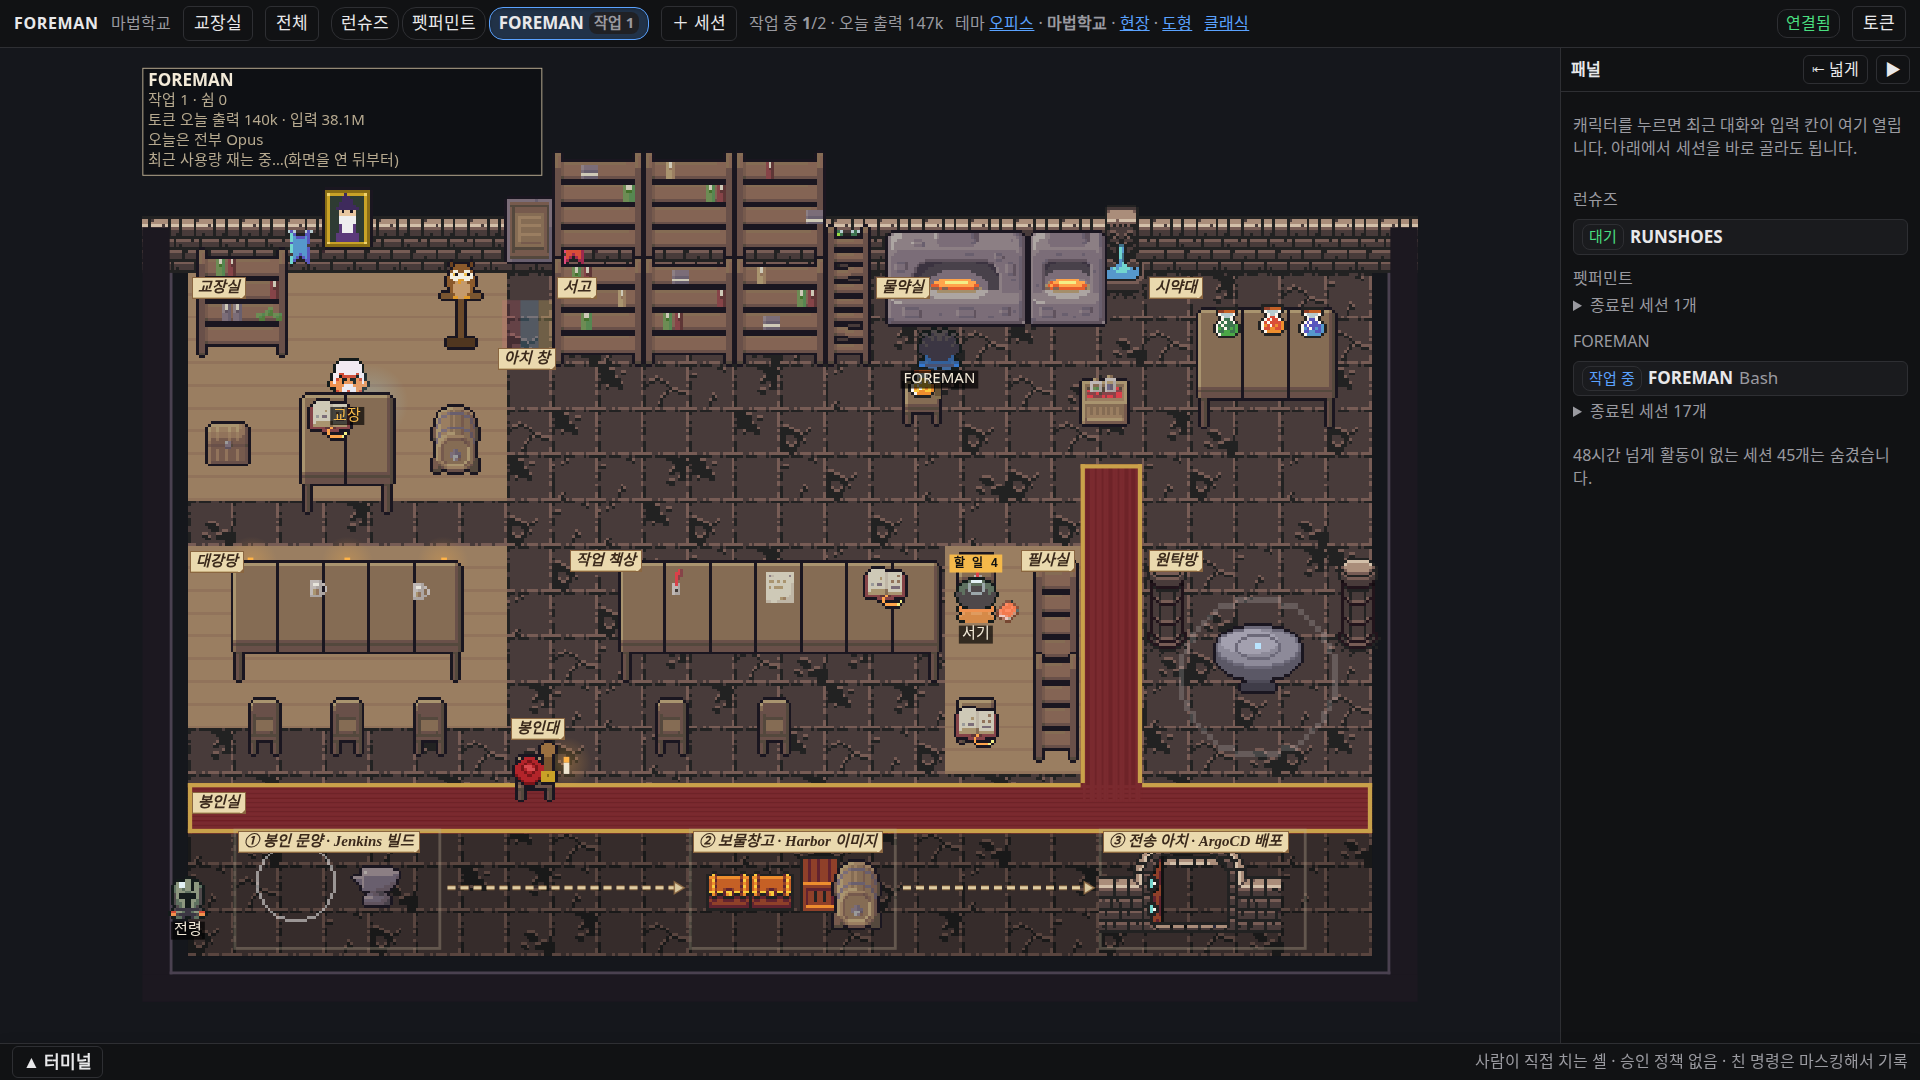 FOREMAN 마법학교 교장실 전체 런슈즈 펫퍼민트 FOREMAN 작업 1 + 세션 작업 중 1/2 · 오늘 출력 147k 테마 오피스 · 마법학교 · 현장 · 도형 클래식 연결됨 토큰
FOREMAN
작업 1 · 쉼 0
토큰 오늘 출력 140k · 입력 38.1M
오늘은 전부 Opus
최근 사용량 재는 중...(화면을 연 뒤부터)
교장실
서고
물약실
시약대
아치 창
FOREMAN
교장
대강당
작업 책상
할 일 4
필사실
원탁방
서기
봉인대
봉인실
① 봉인 문양 · Jenkins 빌드
② 보물창고 · Harbor 이미지
③ 전송 아치 · ArgoCD 배포
전령
패널
⇤ 넓게
▶
캐릭터를 누르면 최근 대화와 입력 칸이 여기 열립
니다. 아래에서 세션을 바로 골라도 됩니다.
런슈즈
대기 RUNSHOES
펫퍼민트
▶ 종료된 세션 1개
FOREMAN
작업 중 FOREMAN Bash
▶ 종료된 세션 17개
48시간 넘게 활동이 없는 세션 45개는 숨겼습니
다.
▲ 터미널
사람이 직접 치는 셸 · 승인 정책 없음 · 친 명령은 마스킹해서 기록